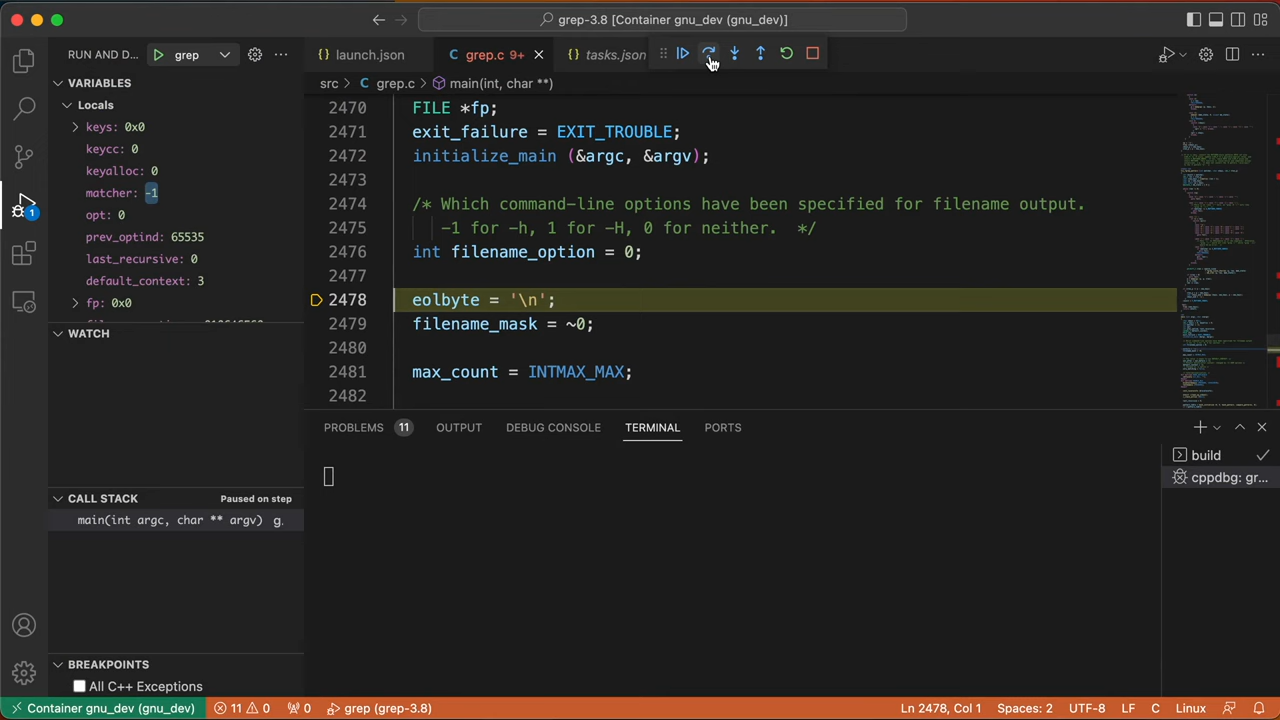 grep-3.8 [Container gnu_dev (gnu_dev)]
RUN AND D... grep
launch.json grep.c 9+ tasks.json
src > grep.c > main(int, char **)
VARIABLES
Locals
keys: 0x0
keycc: 0
keyalloc: 0
matcher: -1
opt: 0
prev_optind: 65535
last_recursive: 0
default_context: 3
fp: 0x0
WATCH
CALL STACK Paused on step
main(int argc, char ** argv) g.
BREAKPOINTS
All C++ Exceptions
1
2470 FILE *fp;
2471 exit_failure = EXIT_TROUBLE;
2472 initialize_main (&argc, &argv);
2473
2474 /* Which command-line options have been specified for filename output.
2475 -1 for -h, 1 for -H, 0 for neither. */
2476 int filename_option = 0;
2477
2478 eolbyte = '\n';
2479 filename_mask = ~0;
2480
2481 max_count = INTMAX_MAX;
2482
PROBLEMS 11 OUTPUT DEBUG CONSOLE TERMINAL PORTS
build
cppdbg: gr...
Container gnu_dev (gnu_dev) 11 0 0 grep (grep-3.8) Ln 2478, Col 1 Spaces: 2 UTF-8 LF C Linux